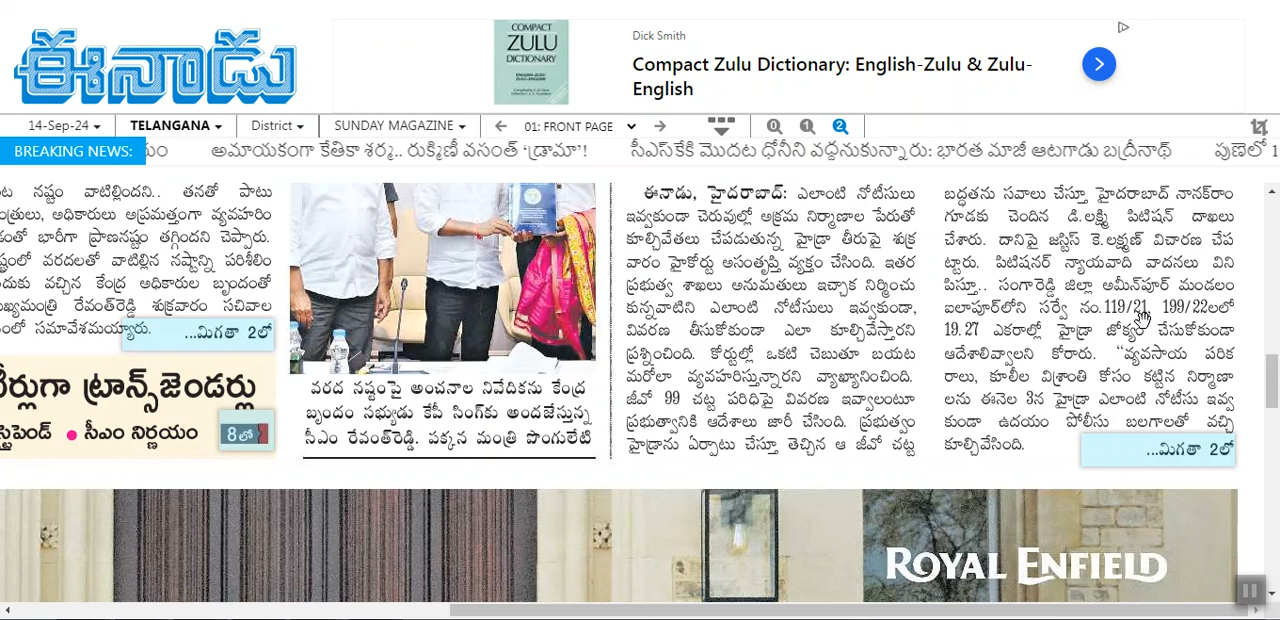 ఈనాడు
COMPACT
ZULU
DICTIONARY
Dick Smith
Compact Zulu Dictionary: English-Zulu & Zulu-
English
14-Sep-24 TELANGANA District SUNDAY MAGAZINE 01: FRONT PAGE 0 1 2
BREAKING NEWS: అమాయకంగా కేతికా శర్మ.. రుక్మిణీ వసంత్ ‘డ్రామా’! సీఎస్‌కేకి మొదట ధోనీని వద్దనుకున్నారు: భారత మాజీ ఆటగాడు బద్రీనాథ్ పుణెలో 1
నష్టం వాటిల్లిందని.. తనతో పాటు
అధికారులు అప్రమత్తంగా వ్యవహరిం
భారీగా ప్రాణనష్టం తగ్గిందని చెప్పారు.
వరదలతో వాటిల్లిన నష్టాన్ని పరిశీలిం
వచ్చిన కేంద్ర అధికారుల బృందంతో
రేవంత్‌రెడ్డి శుక్రవారం సచివాల
సమావేశమయ్యారు.
...మిగతా 2లో
ట్రాన్స్‌జెండర్లు
సీఎం నిర్ణయం 8లో
వరద నష్టంపై అంచనాల నివేదికను కేంద్ర
బృందం సభ్యుడు కేపీ సింగ్‌కు అందజేస్తున్న
సీఎం రేవంత్‌రెడ్డి. పక్కన మంత్రి పొంగులేటి
ఈనాడు, హైదరాబాద్: ఎలాంటి నోటీసులు
ఇవ్వకుండా చెరువుల్లో అక్రమ నిర్మాణాల పేరుతో
కూల్చివేతలు చేపడుతున్న హైడ్రా తీరుపై శుక్ర
వారం హైకోర్టు అసంతృప్తి వ్యక్తం చేసింది. ఇతర
ప్రభుత్వ శాఖలు అనుమతులు ఇచ్చాక నిర్మించు
కున్నవాటిని ఎలాంటి నోటీసులు ఇవ్వకుండా,
వివరణ తీసుకోకుండా ఎలా కూల్చివేస్తారని
ప్రశ్నించింది. కోర్టుల్లో ఒకటి చెబుతూ బయట
మరోలా వ్యవహరిస్తున్నారని వ్యాఖ్యానించింది.
జీవో 99 చట్ట పరిధిపై వివరణ ఇవ్వాలంటూ
ప్రభుత్వానికి ఆదేశాలు జారీ చేసింది. ప్రభుత్వం
హైడ్రాను ఏర్పాటు చేస్తూ తెచ్చిన ఆ జీవో చట్ట
బద్ధతను సవాలు చేస్తూ హైదరాబాద్ నానక్‌రాం
గూడకు చెందిన డి.లక్ష్మి పిటిషన్ దాఖలు
చేశారు. దానిపై జస్టిస్ కె.లక్ష్మణ్ విచారణ చేప
ట్టారు. పిటిషనర్ న్యాయవాది వాదనలు విని
పిస్తూ.. సంగారెడ్డి జిల్లా అమీన్‌పూర్ మండలం
ఐలాపూర్‌లోని సర్వే నం.119/21, 199/22లలో
19.27 ఎకరాల్లో హైడ్రా జోక్యం చేసుకోకుండా
ఆదేశాలివ్వాలని కోరారు. ‘‘వ్యవసాయ పరిక
రాలు, కూలీల విశ్రాంతి కోసం కట్టిన నిర్మాణా
లను ఈనెల 3న హైడ్రా ఎలాంటి నోటీసు ఇవ్వ
కుండా ఉదయం పోలీసు బలగాలతో వచ్చి
కూల్చివేసింది. ...మిగతా 2లో
ROYAL ENFIELD